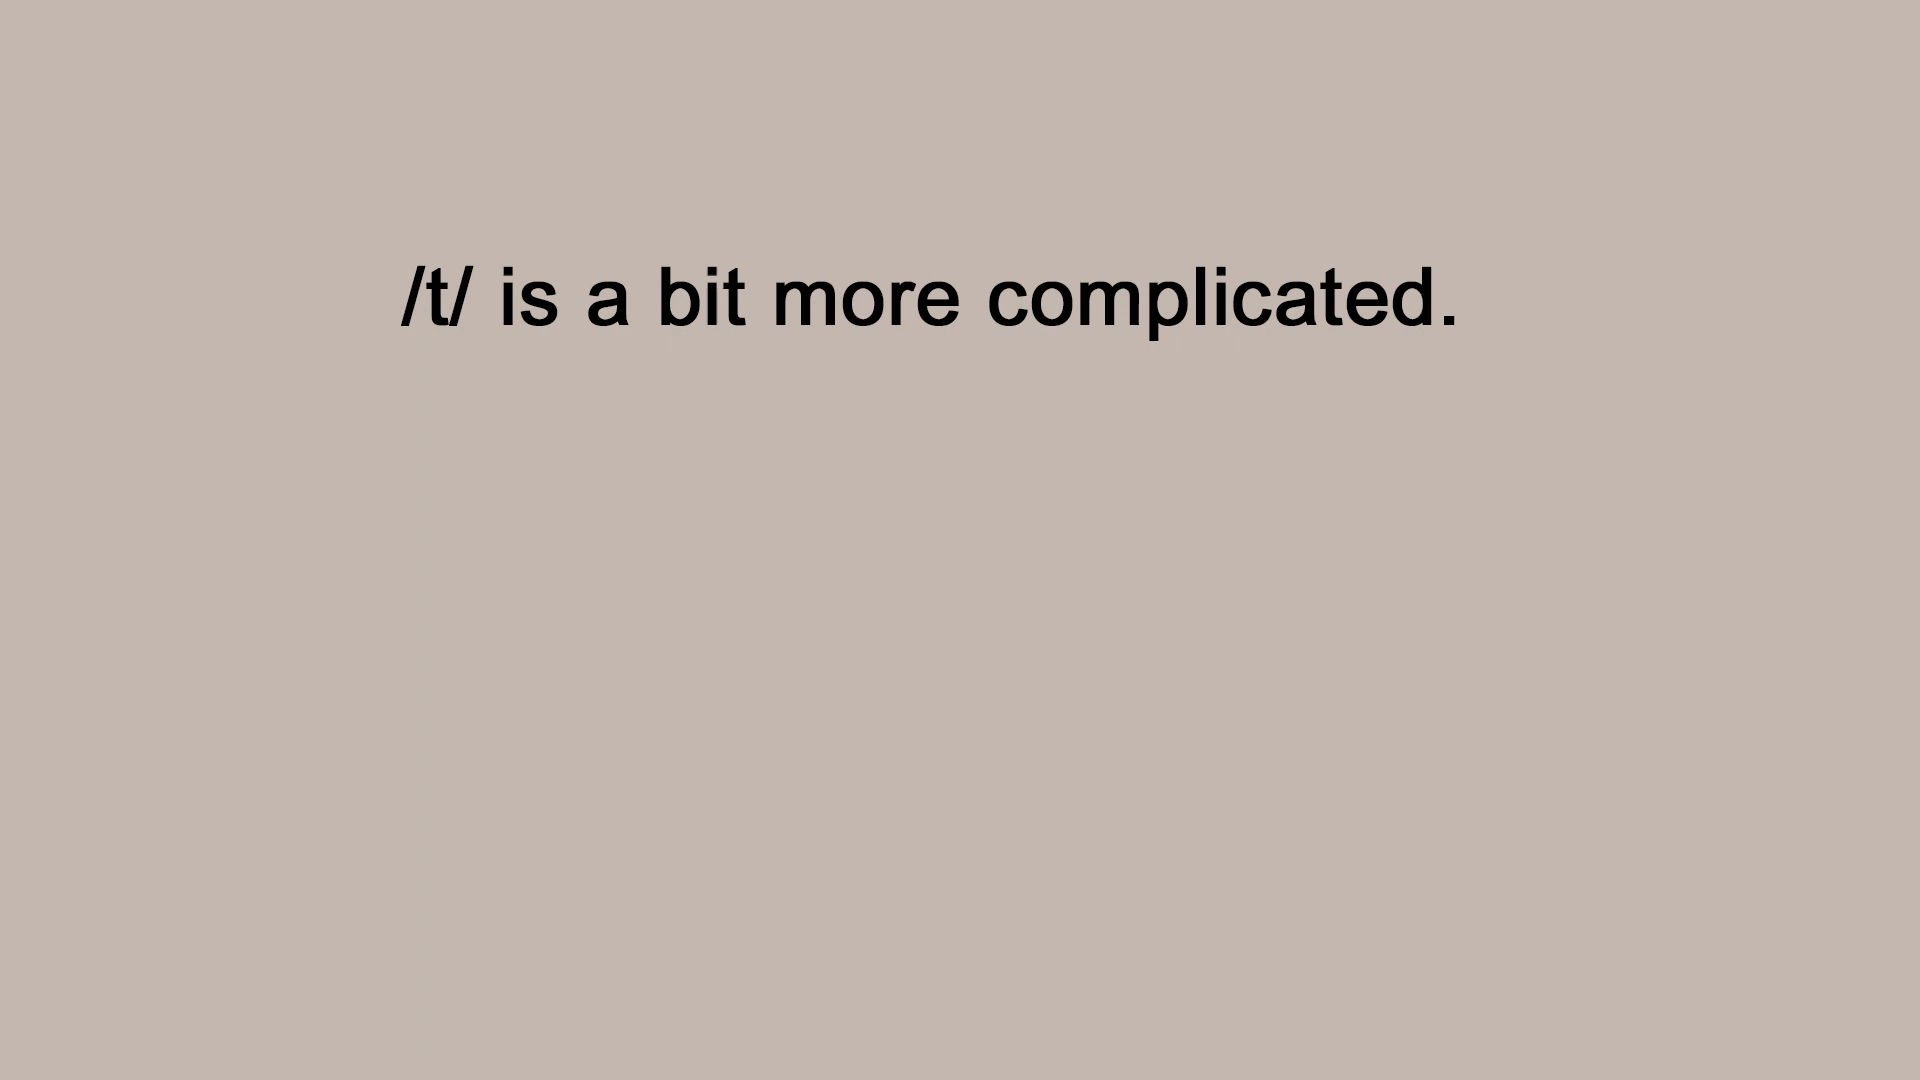 /t/ is a bit more complicated.